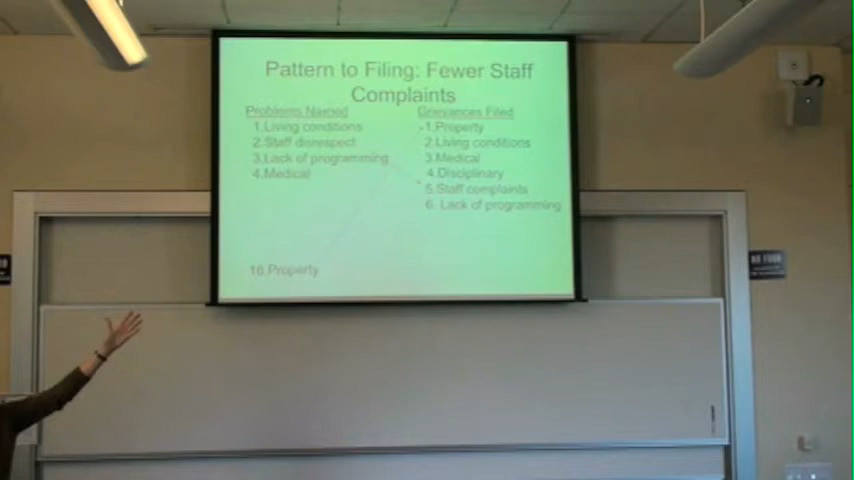 Pattern to Filing: Fewer Staff
Complaints
Problems Named
1.Living conditions
2.Staff disrespect
3.Lack of programming
4.Medical
16.Property
Grievances Filed
1.Property
2.Living conditions
3.Medical
4.Disciplinary
5.Staff complaints
6. Lack of programming